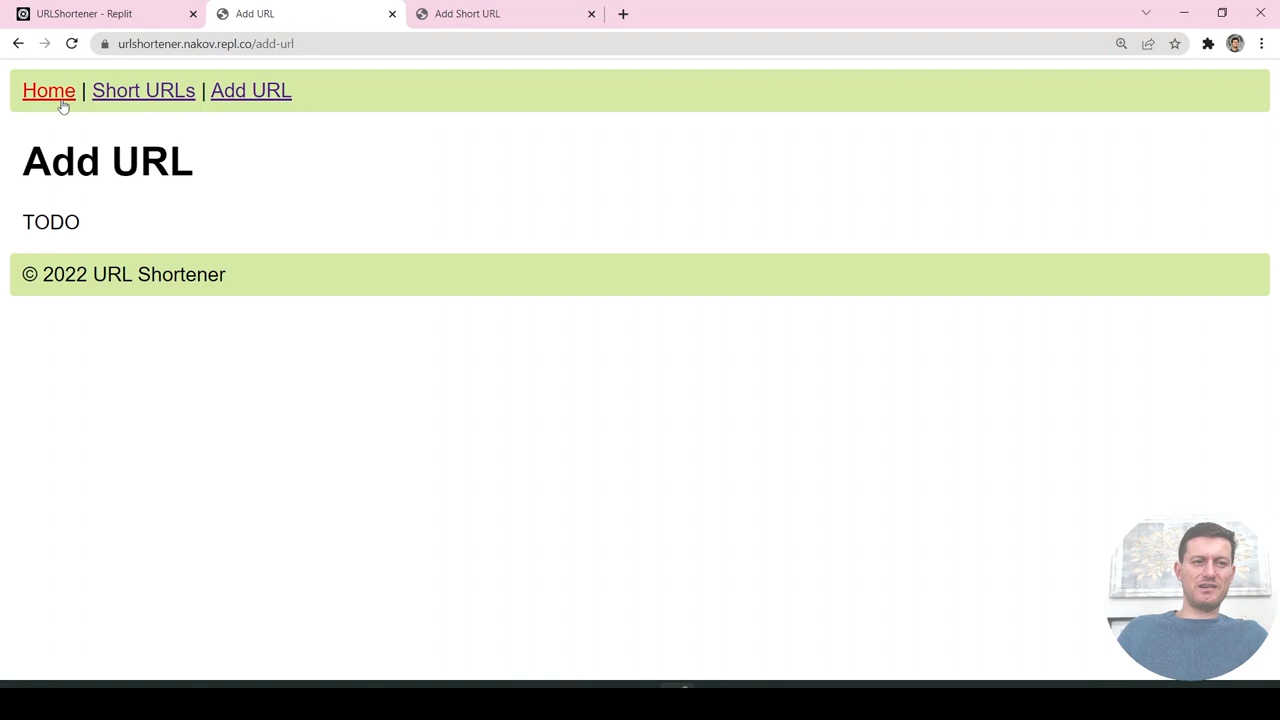 URLShortener - Replit
Add URL
Add Short URL
urlshortener.nakov.repl.co/add-url
Home | Short URLs | Add URL
Add URL
TODO
© 2022 URL Shortener